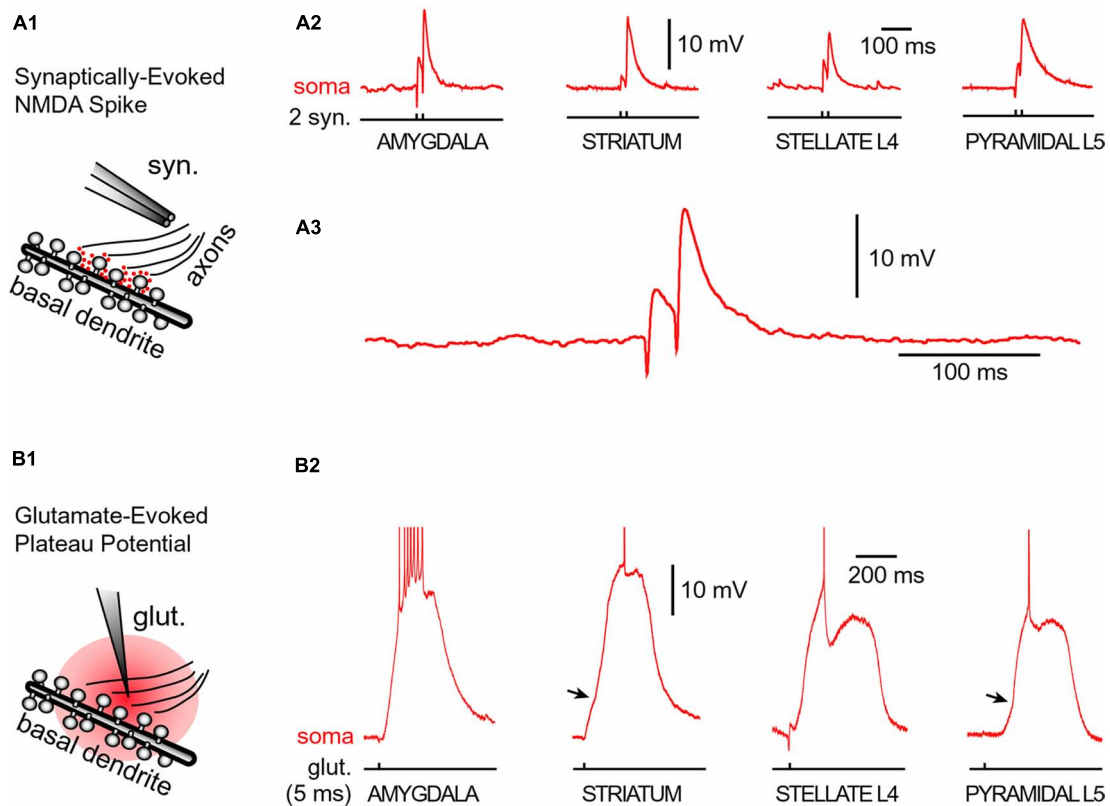 A1
Synaptically-Evoked
NMDA Spike
syn.
axons
basal dendrite
A2
10 mV
100 ms
soma
2 syn.
AMYGDALA
STRIATUM
STELLATE L4
PYRAMIDAL L5
A3
10 mV
100 ms
B1
Glutamate-Evoked
Plateau Potential
glut.
basal dendrite
B2
10 mV
200 ms
soma
glut.
(5 ms)
AMYGDALA
STRIATUM
STELLATE L4
PYRAMIDAL L5